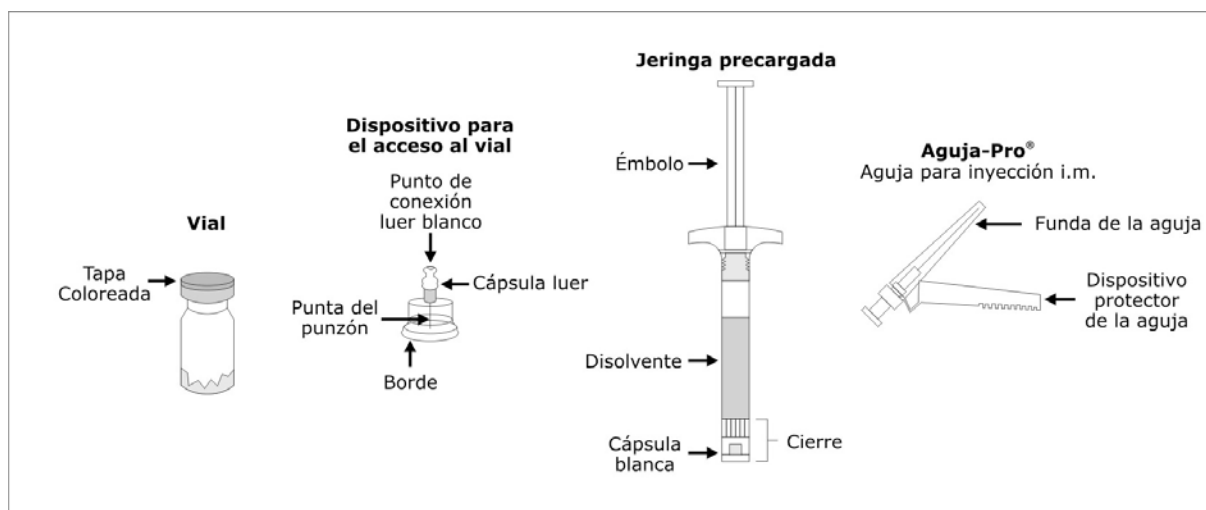 Vial
Tapa
Coloreada
Dispositivo para
el acceso al vial
Punto de
conexión
luer blanco
Cápsula luer
Punta del
punzón
Borde
Jeringa precargada
Émbolo
Disolvente
Cápsula
blanca
Cierre
Aguja-Pro®
Aguja para inyección i.m.
Funda de la aguja
Dispositivo
protector
de la aguja